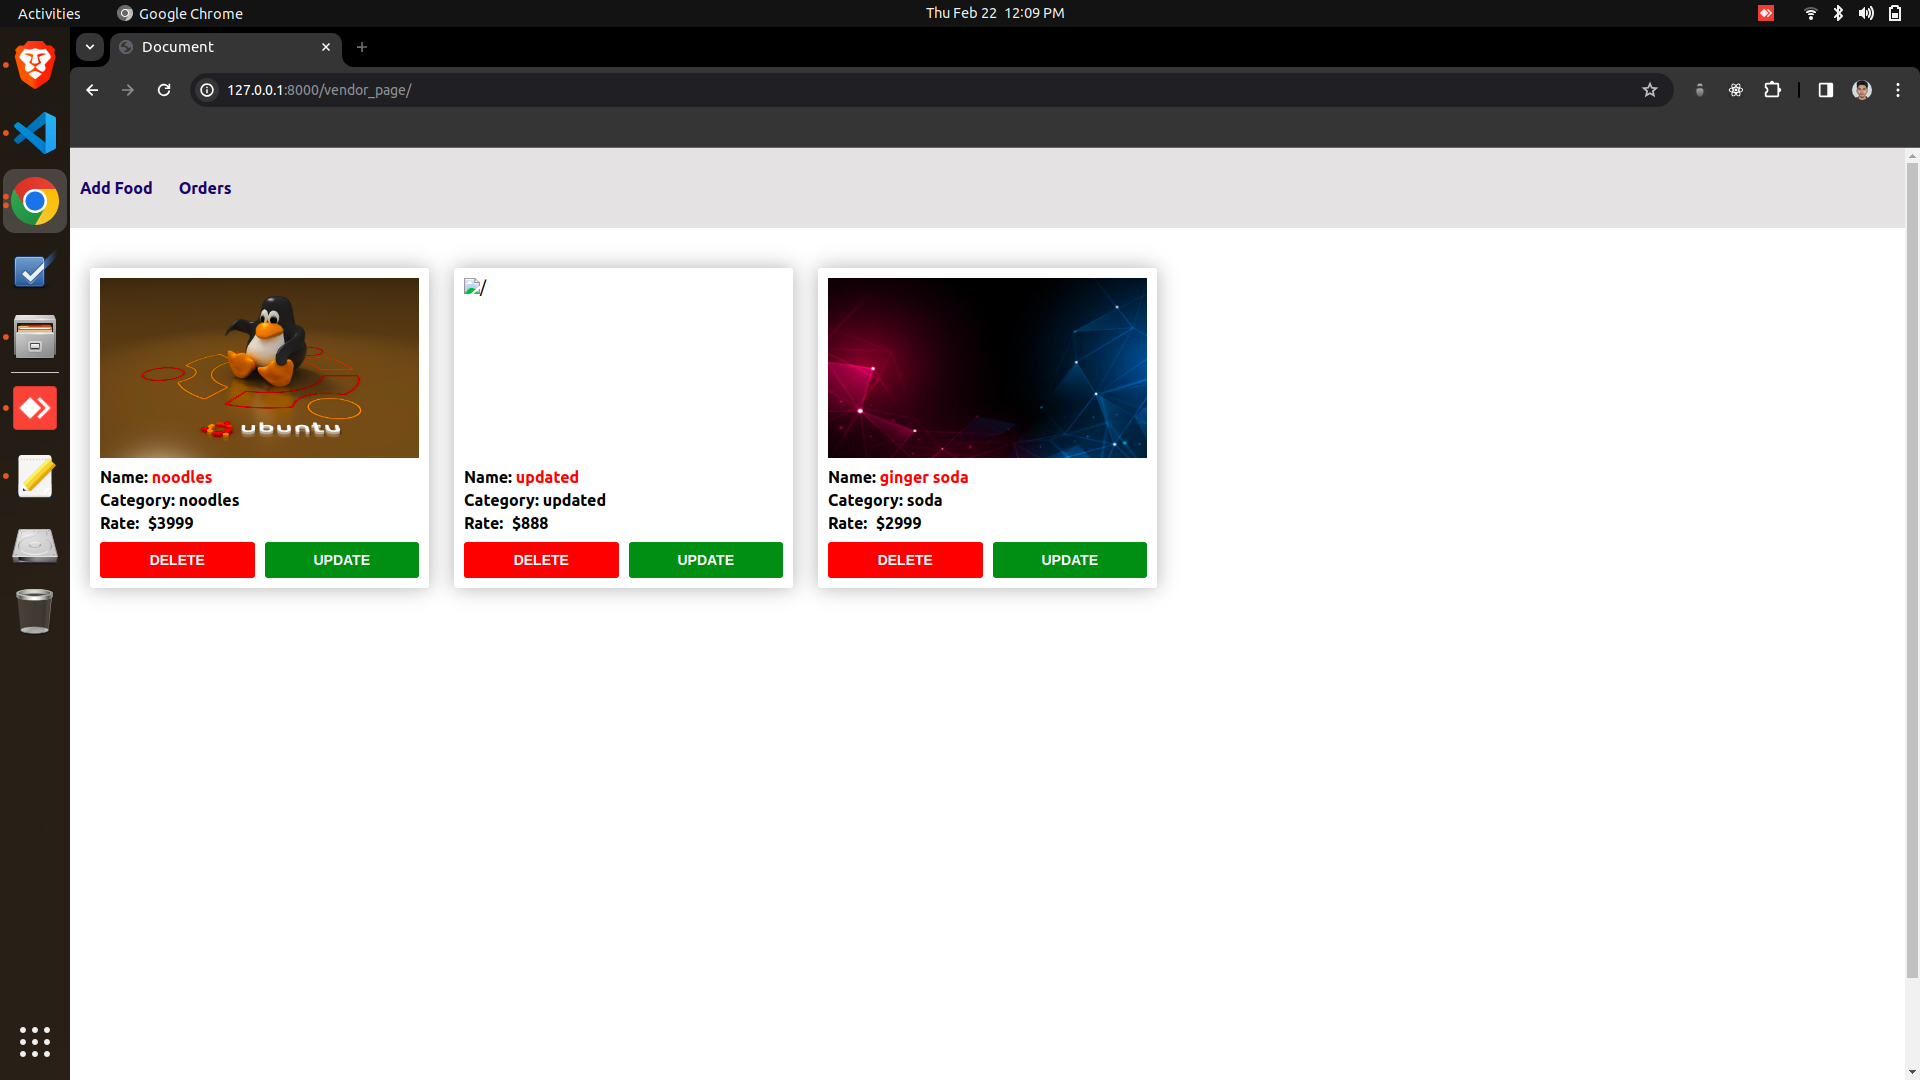 Activities
Google Chrome
Thu Feb 22 12:09 PM
Document
127.0.0.1:8000/vendor_page/
Add Food
Orders
ubuntu
Name: noodles
Category: noodles
Rate: $3999
DELETE
UPDATE
/
Name: updated
Category: updated
Rate: $888
DELETE
UPDATE
Name: ginger soda
Category: soda
Rate: $2999
DELETE
UPDATE